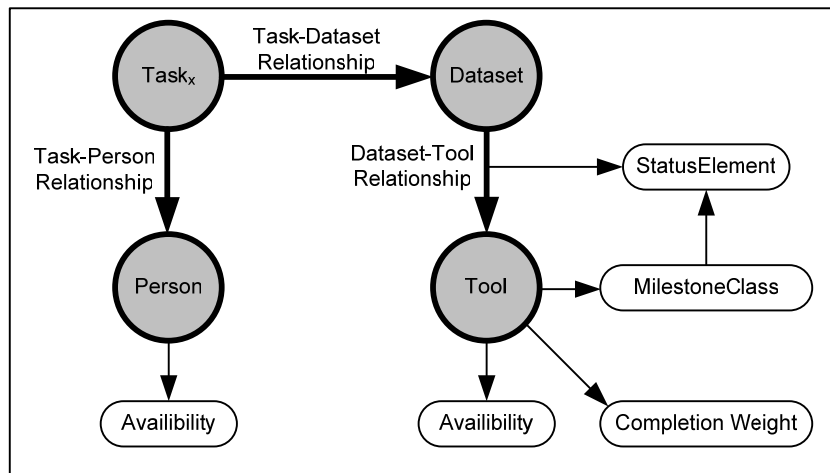 Task-Dataset
Relationship
Taskₓ
Dataset
Task-Person
Relationship
Dataset-Tool
Relationship
StatusElement
Person
Tool
MilestoneClass
Availibility
Availibility
Completion Weight